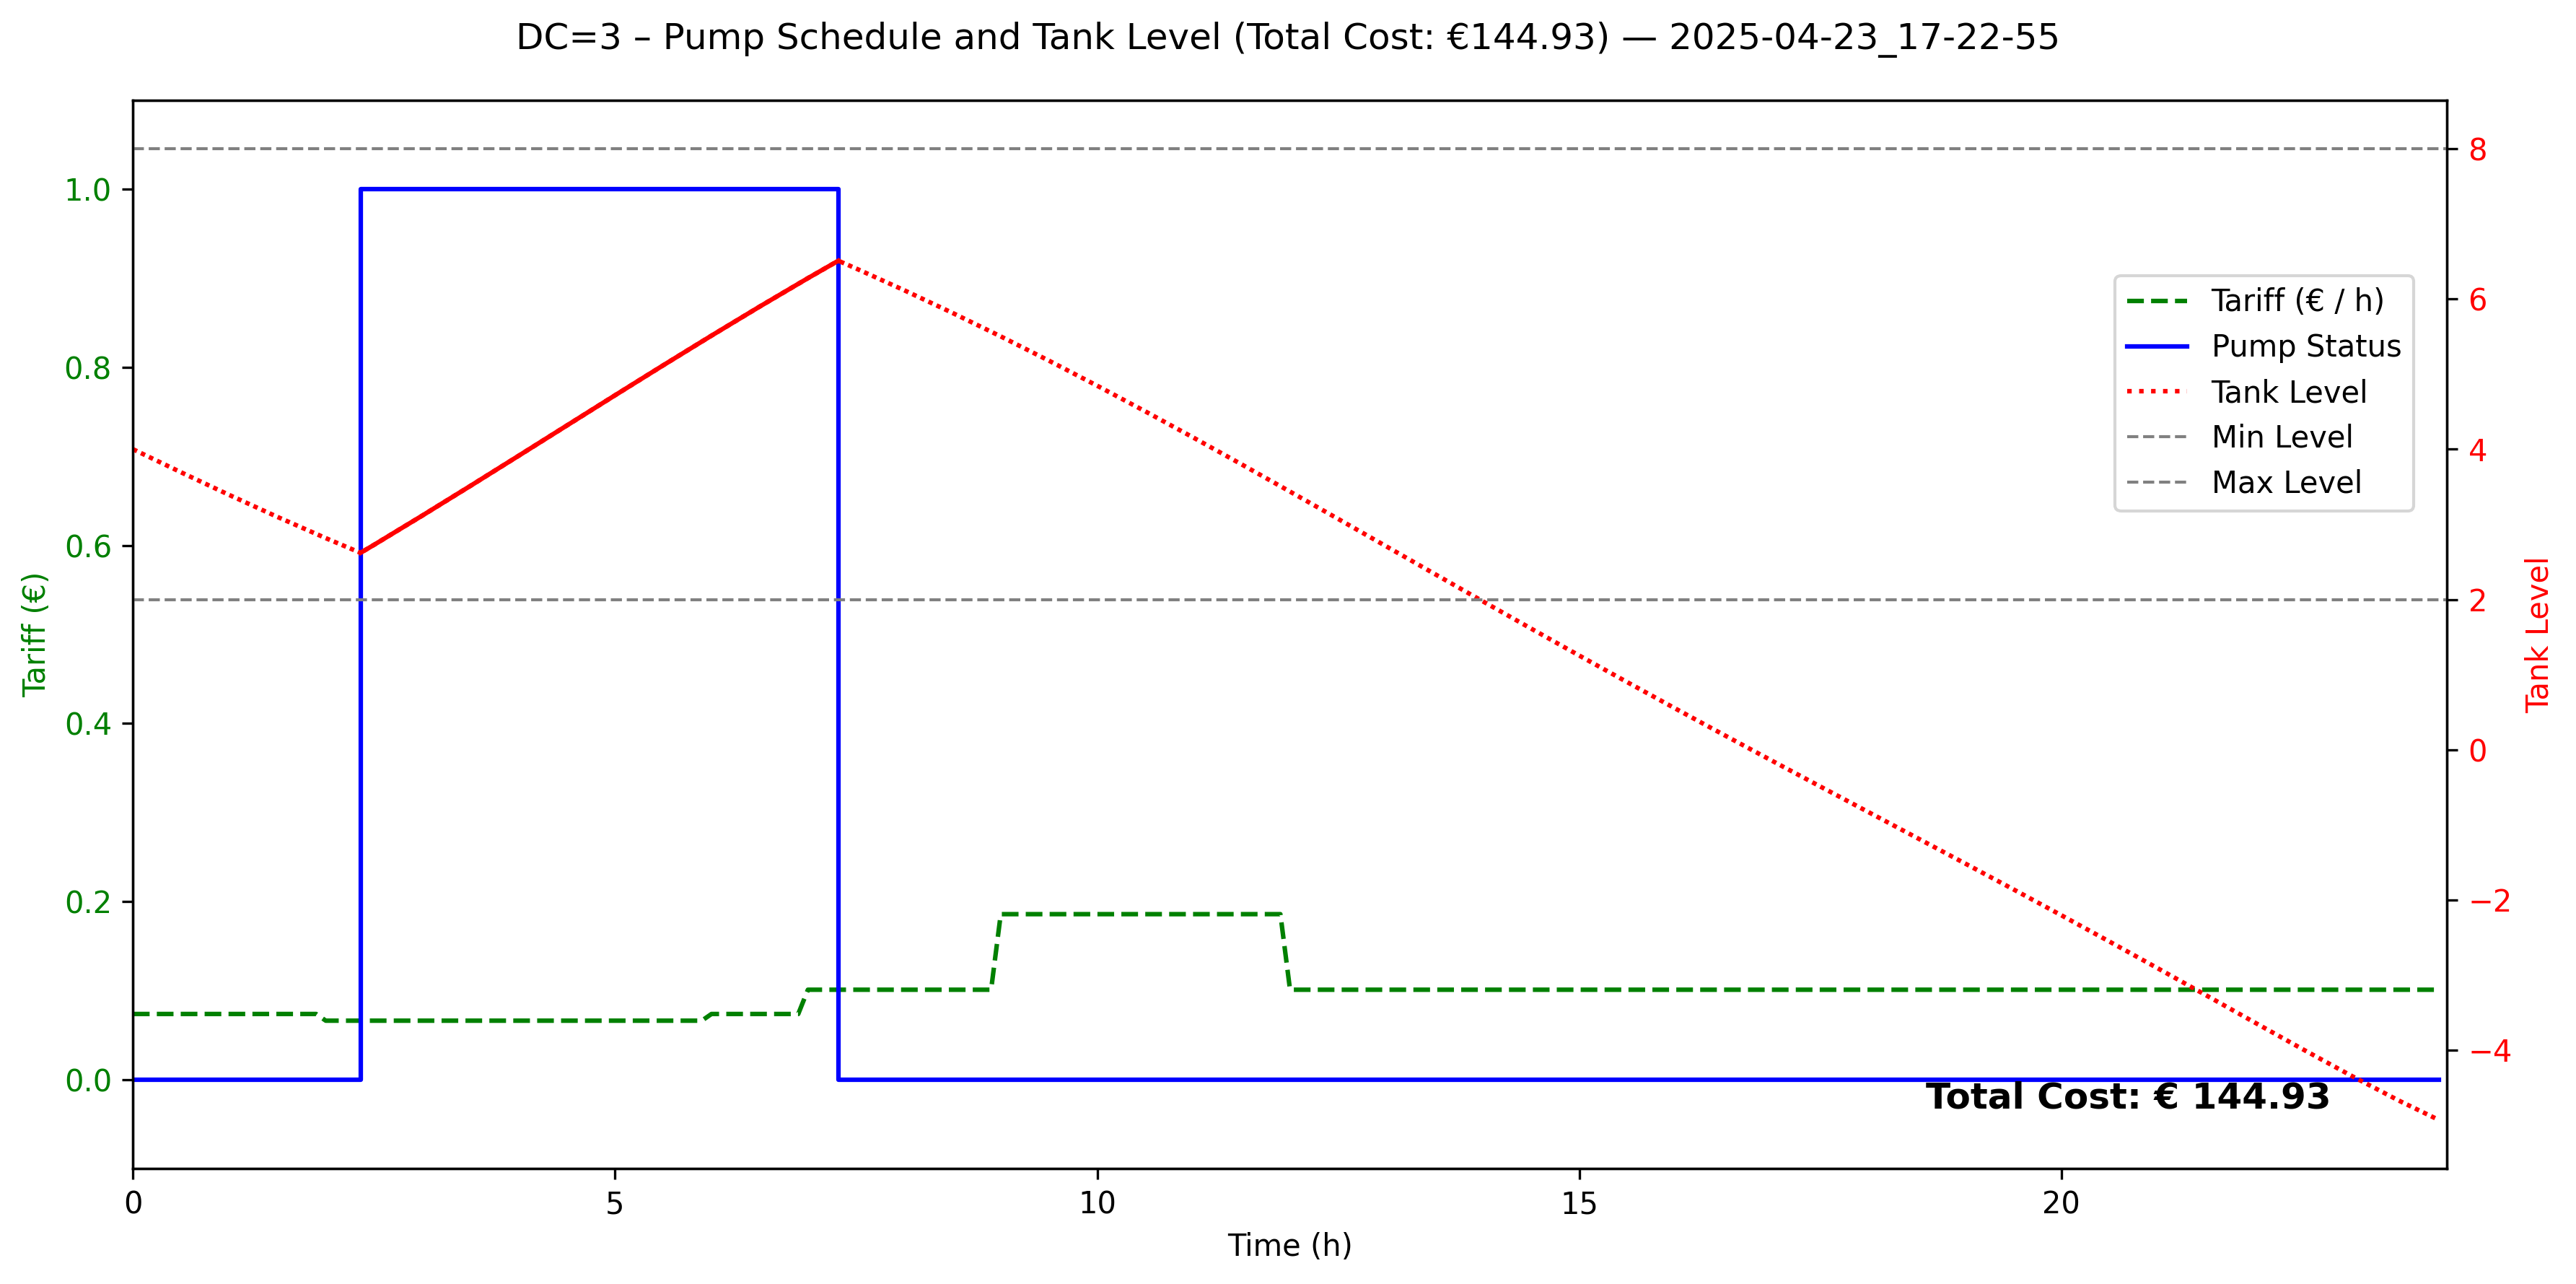 DC=3 – Pump Schedule and Tank Level (Total Cost: €144.93) — 2025-04-23_17-22-55
Tariff (€)
1.0
0.8
0.6
0.4
0.2
0.0
Tariff (€ / h)
Pump Status
Tank Level
Min Level
Max Level
Total Cost: € 144.93
8
6
4
2
0
−2
−4
Tank Level
0
5
10
15
20
Time (h)